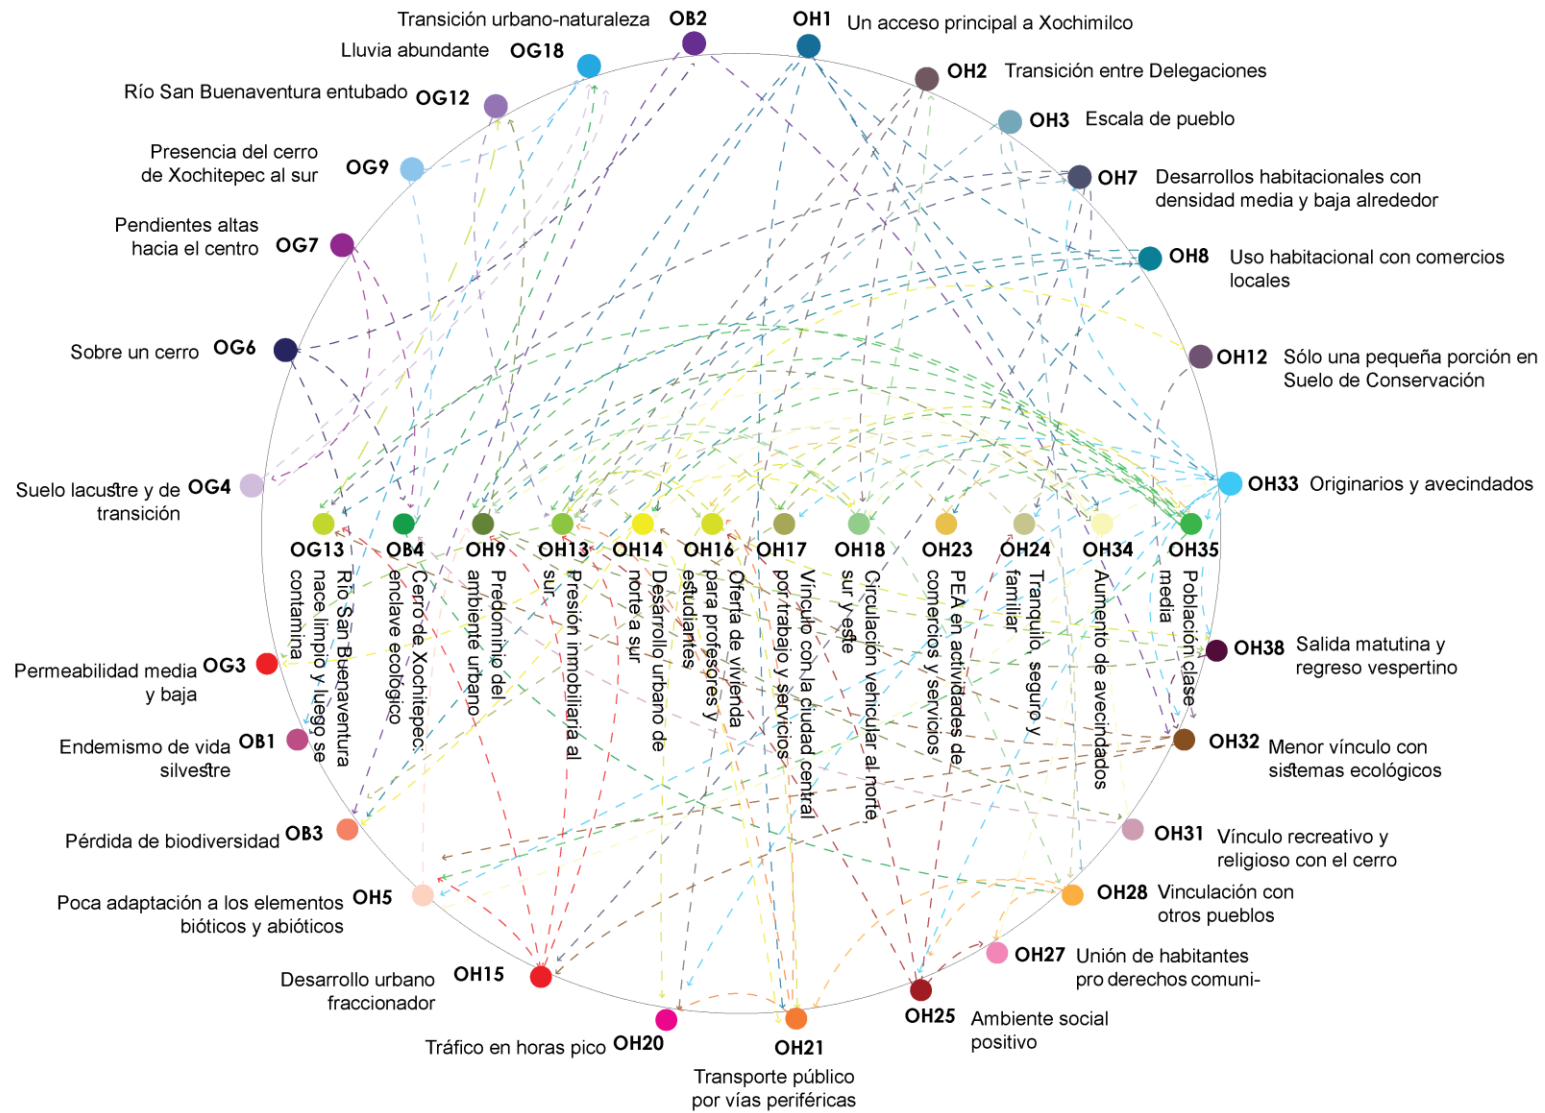 Transición urbano-naturaleza OB2
OH1 Un acceso principal a Xochimilco
Lluvia abundante OG18
OH2 Transición entre Delegaciones
Río San Buenaventura entubado OG12
OH3 Escala de pueblo
Presencia del cerro
de Xochitepec al sur OG9
OH7 Desarrollos habitacionales con
densidad media y baja alrededor
Pendientes altas
hacia el centro OG7
OH8 Uso habitacional con comercios
locales
Sobre un cerro OG6
OH12 Sólo una pequeña porción en
Suelo de Conservación
Suelo lacustre y de OG4
transición
OH33 Originarios y avecindados
OG13
Río San Buenaventura
nace limpio y luego se
contamina
OB4
Cerro de Xochitepec:
enclave ecológico
OH9
Predominio del
ambiente urbano
OH13
Presión inmobiliaria al
sur
OH14
Desarrollo urbano de
norte a sur
OH16
Oferta de vivienda
para profesores y
estudiantes
OH17
Vínculo con la ciudad central
por trabajo y servicios
OH18
Circulación vehicular al norte,
sur y este
OH23
PEA en actividades de
comercios y servicios
OH24
Tranquilo, seguro y
familiar
OH34
Aumento de avecindados
OH35
Población clase
media
Permeabilidad media OG3
y baja
OH38 Salida matutina y
regreso vespertino
Endemismo de vida OB1
silvestre
OH32 Menor vínculo con
sistemas ecológicos
Pérdida de biodiversidad OB3
OH31 Vínculo recreativo y
religioso con el cerro
Poca adaptación a los elementos OH5
bióticos y abióticos
OH28 Vinculación con
otros pueblos
Desarrollo urbano OH15
fraccionador
OH27 Unión de habitantes
pro derechos comuni-
Tráfico en horas pico OH20
OH25 Ambiente social
positivo
OH21
Transporte público
por vías periféricas